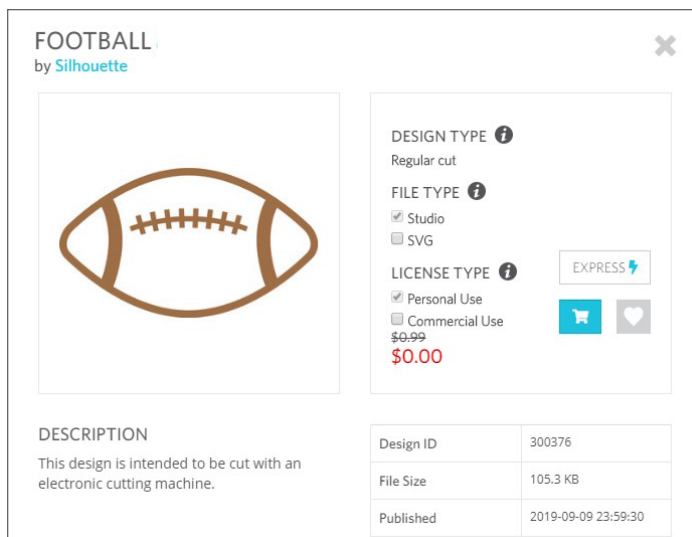 FOOTBALL
by Silhouette
DESIGN TYPE
Regular cut
FILE TYPE
Studio
SVG
LICENSE TYPE
Personal Use
Commercial Use
$0.99
$0.00
EXPRESS
DESCRIPTION
This design is intended to be cut with an
electronic cutting machine.
Design ID 300376
File Size 105.3 KB
Published 2019-09-09 23:59:30